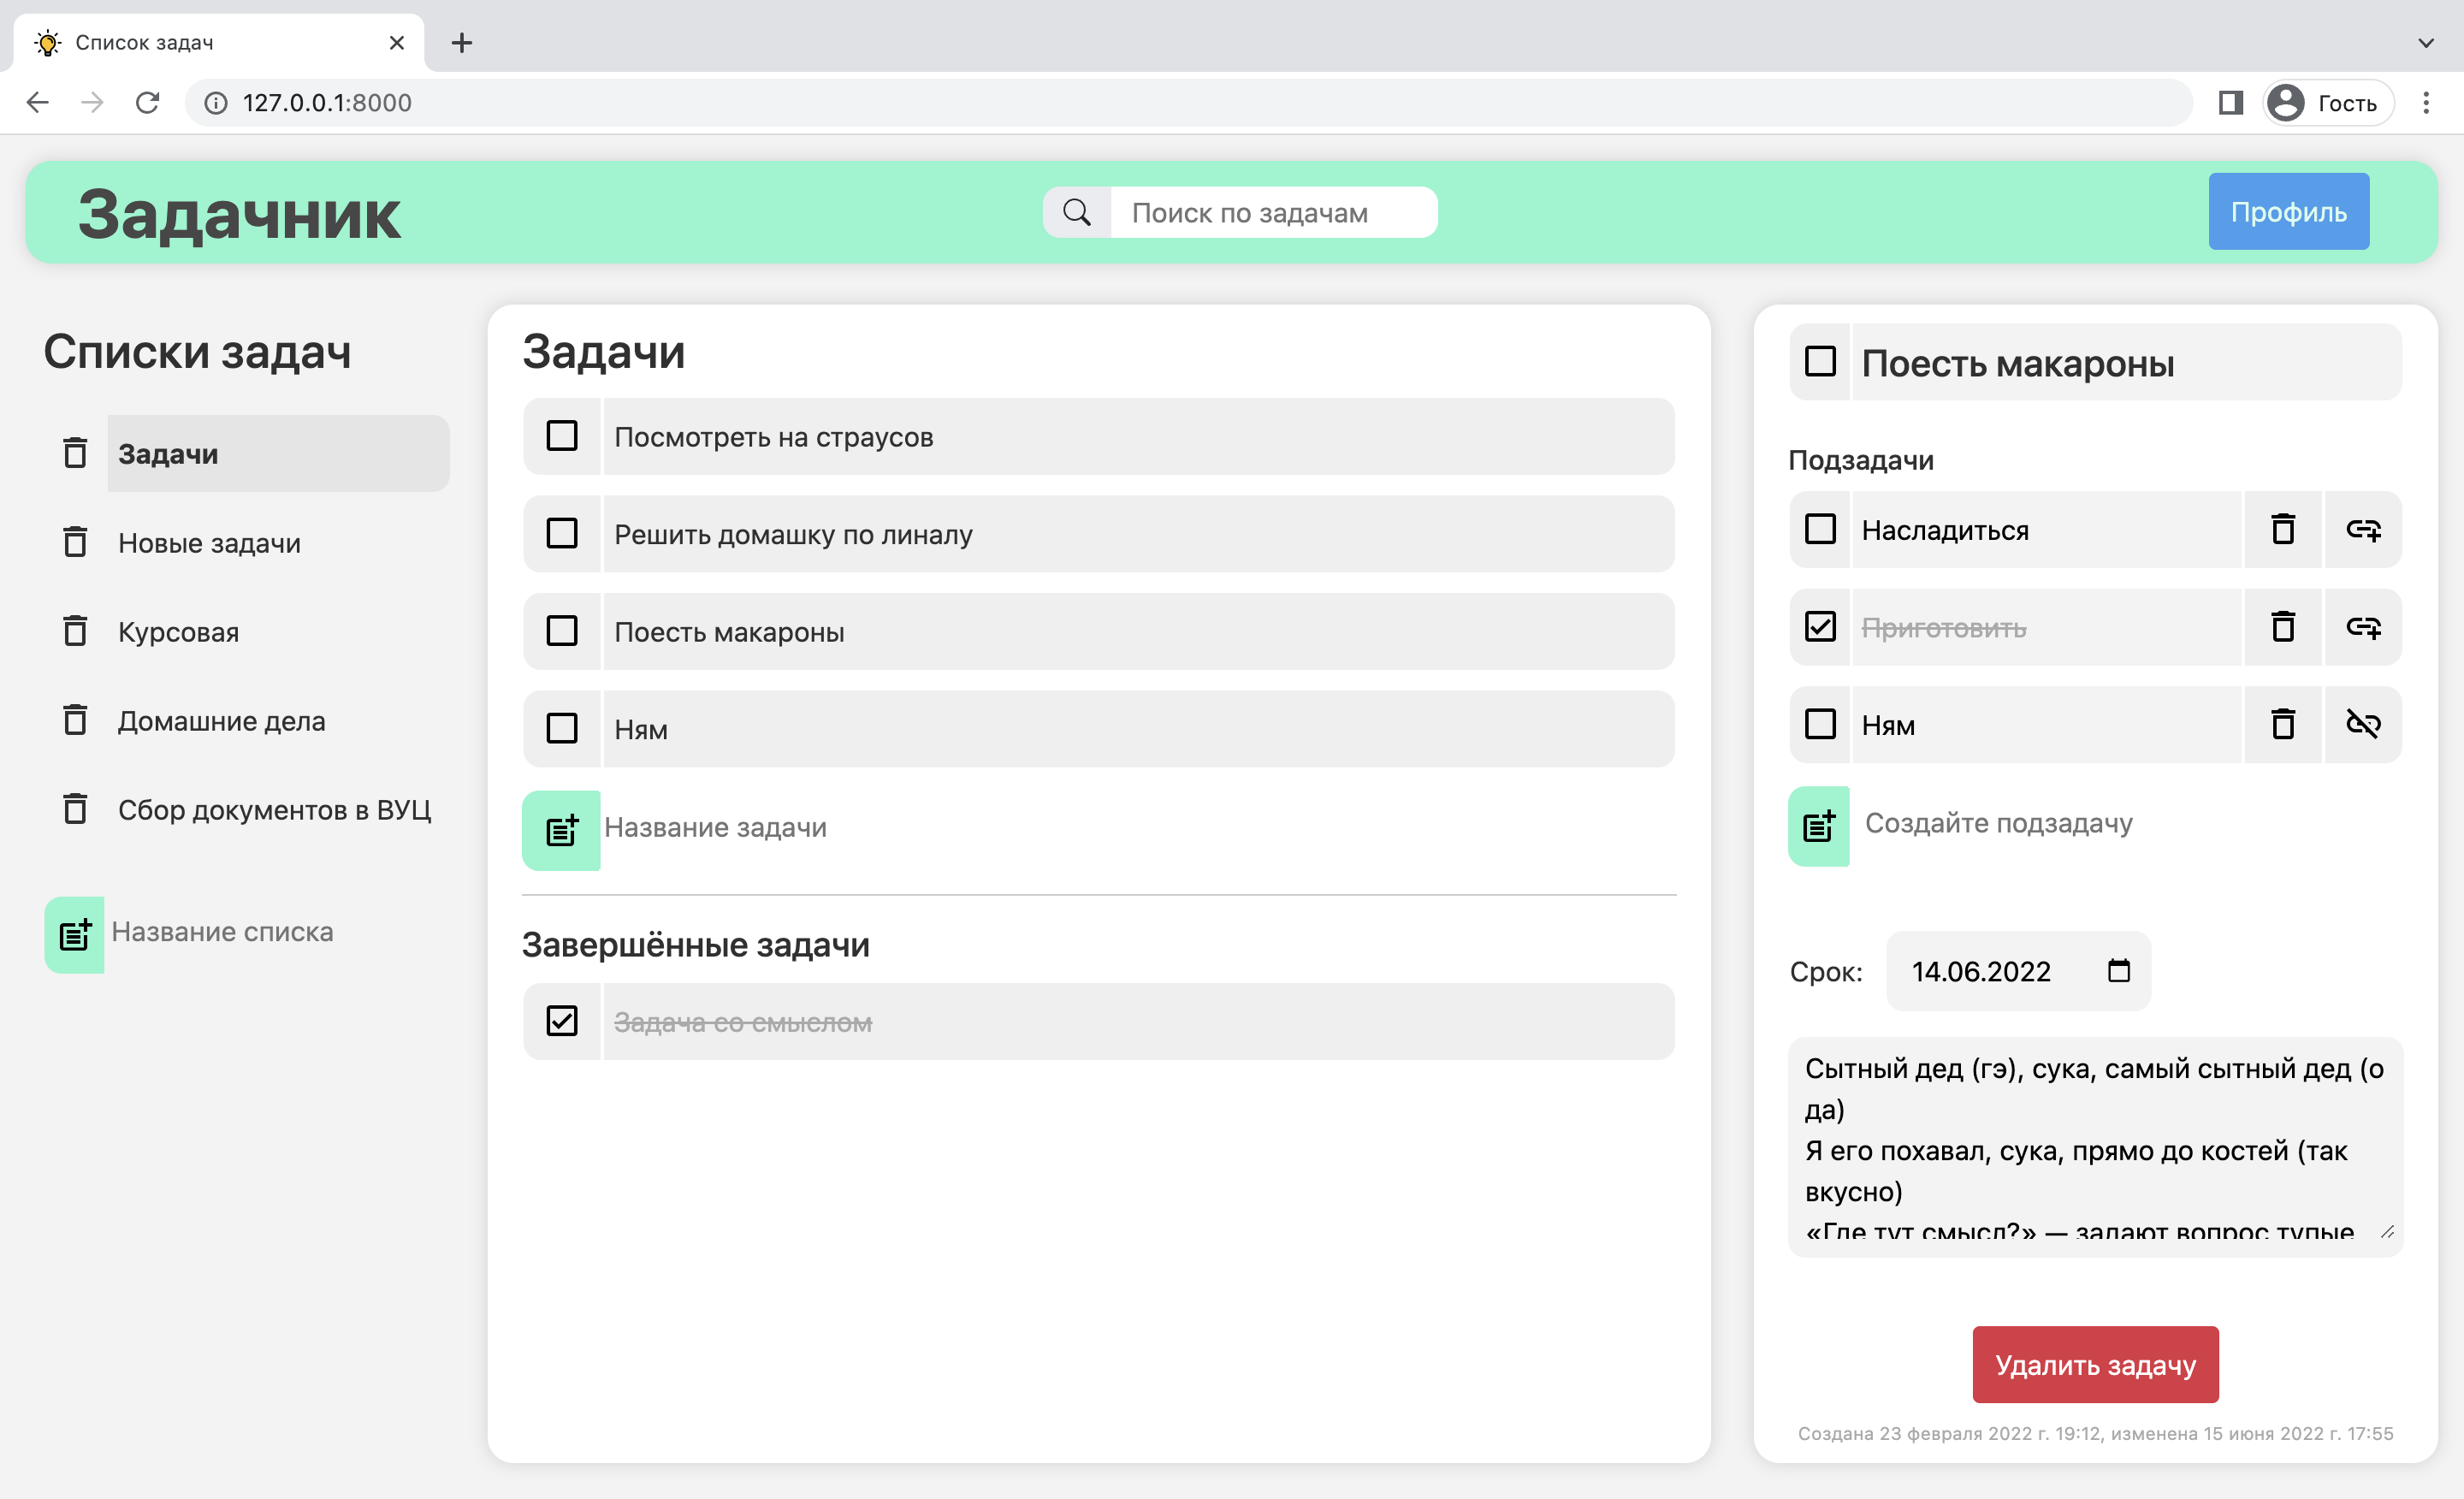 Список задач
127.0.0.1:8000
Гость
Задачник
Поиск по задачам
Профиль
Списки задач
Задачи
Новые задачи
Курсовая
Домашние дела
Сбор документов в ВУЦ
Название списка
Задачи
Посмотреть на страусов
Решить домашку по линалу
Поесть макароны
Ням
Название задачи
Завершённые задачи
Задача со смыслом
Поесть макароны
Подзадачи
Насладиться
Приготовить
Ням
Создайте подзадачу
Срок: 14.06.2022
Сытный дед (гэ), сука, самый сытный дед (о
да)
Я его похавал, сука, прямо до костей (так
вкусно)
«Где тут смысл?» — задают вопрос тупые
Удалить задачу
Создана 23 февраля 2022 г. 19:12, изменена 15 июня 2022 г. 17:55